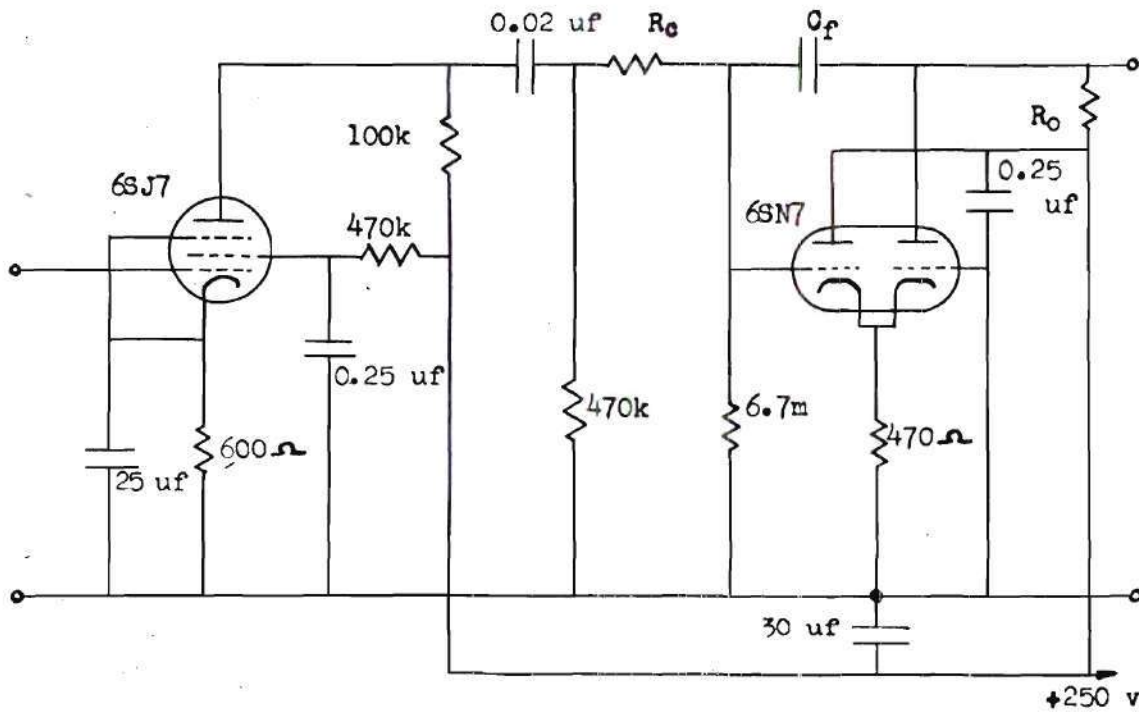 0.02 uf
Rc
Cf
100k
Ro
6SJ7
0.25
uf
470k
6SN7
0.25 uf
470k
6.7m
470Ω
600Ω
25 uf
30 uf
+250 v